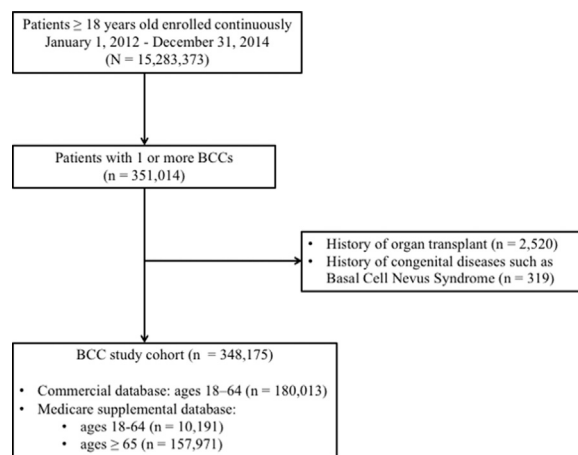 Patients ≥ 18 years old enrolled continuously
January 1, 2012 - December 31, 2014
(N = 15,283,373)
Patients with 1 or more BCCs
(n = 351,014)
• History of organ transplant (n = 2,520)
• History of congenital diseases such as
Basal Cell Nevus Syndrome (n = 319)
BCC study cohort (n = 348,175)
• Commercial database: ages 18–64 (n = 180,013)
• Medicare supplemental database:
• ages 18-64 (n = 10,191)
• ages ≥ 65 (n = 157,971)